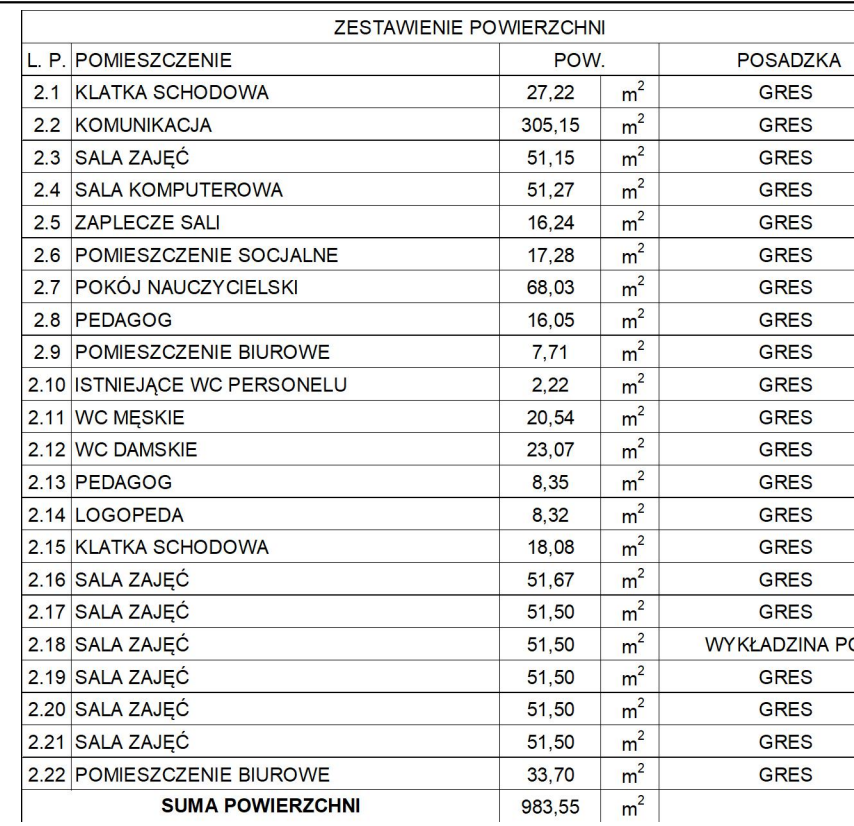 ZESTAWIENIE POWIERZCHNI
L. P. POMIESZCZENIE POW. POSADZKA
2.1 KLATKA SCHODOWA 27,22 m² GRES
2.2 KOMUNIKACJA 305,15 m² GRES
2.3 SALA ZAJĘĆ 51,15 m² GRES
2.4 SALA KOMPUTEROWA 51,27 m² GRES
2.5 ZAPLECZE SALI 16,24 m² GRES
2.6 POMIESZCZENIE SOCJALNE 17,28 m² GRES
2.7 POKÓJ NAUCZYCIELSKI 68,03 m² GRES
2.8 PEDAGOG 16,05 m² GRES
2.9 POMIESZCZENIE BIUROWE 7,71 m² GRES
2.10 ISTNIEJĄCE WC PERSONELU 2,22 m² GRES
2.11 WC MĘSKIE 20,54 m² GRES
2.12 WC DAMSKIE 23,07 m² GRES
2.13 PEDAGOG 8,35 m² GRES
2.14 LOGOPEDA 8,32 m² GRES
2.15 KLATKA SCHODOWA 18,08 m² GRES
2.16 SALA ZAJĘĆ 51,67 m² GRES
2.17 SALA ZAJĘĆ 51,50 m² GRES
2.18 SALA ZAJĘĆ 51,50 m² WYKŁADZINA
2.19 SALA ZAJĘĆ 51,50 m² GRES
2.20 SALA ZAJĘĆ 51,50 m² GRES
2.21 SALA ZAJĘĆ 51,50 m² GRES
2.22 POMIESZCZENIE BIUROWE 33,70 m² GRES
SUMA POWIERZCHNI 983,55 m²